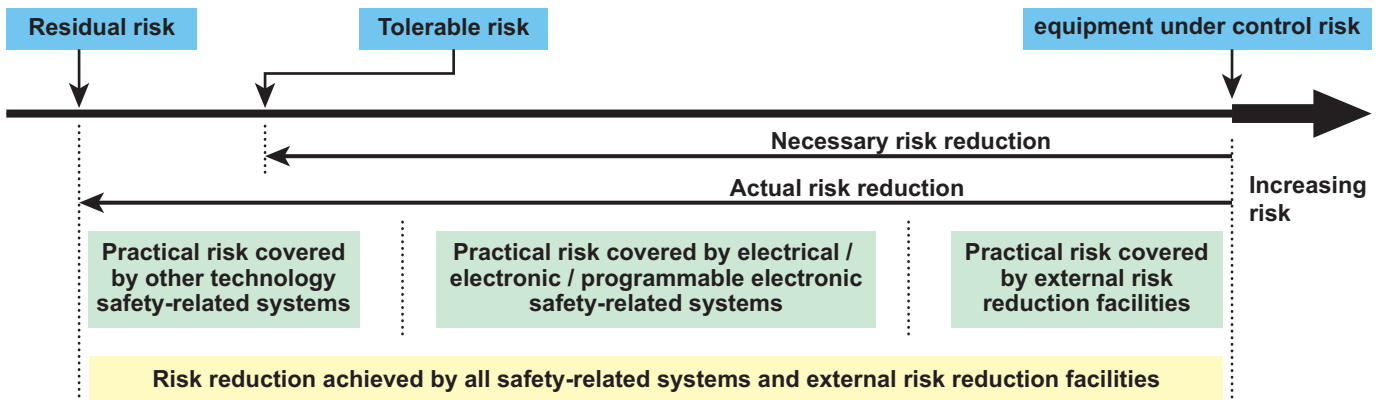 Residual risk
Tolerable risk
equipment under control risk
Necessary risk reduction
Actual risk reduction
Increasing
risk
Practical risk covered
by other technology
safety-related systems
Practical risk covered by electrical /
electronic / programmable electronic
safety-related systems
Practical risk covered
by external risk
reduction facilities
Risk reduction achieved by all safety-related systems and external risk reduction facilities